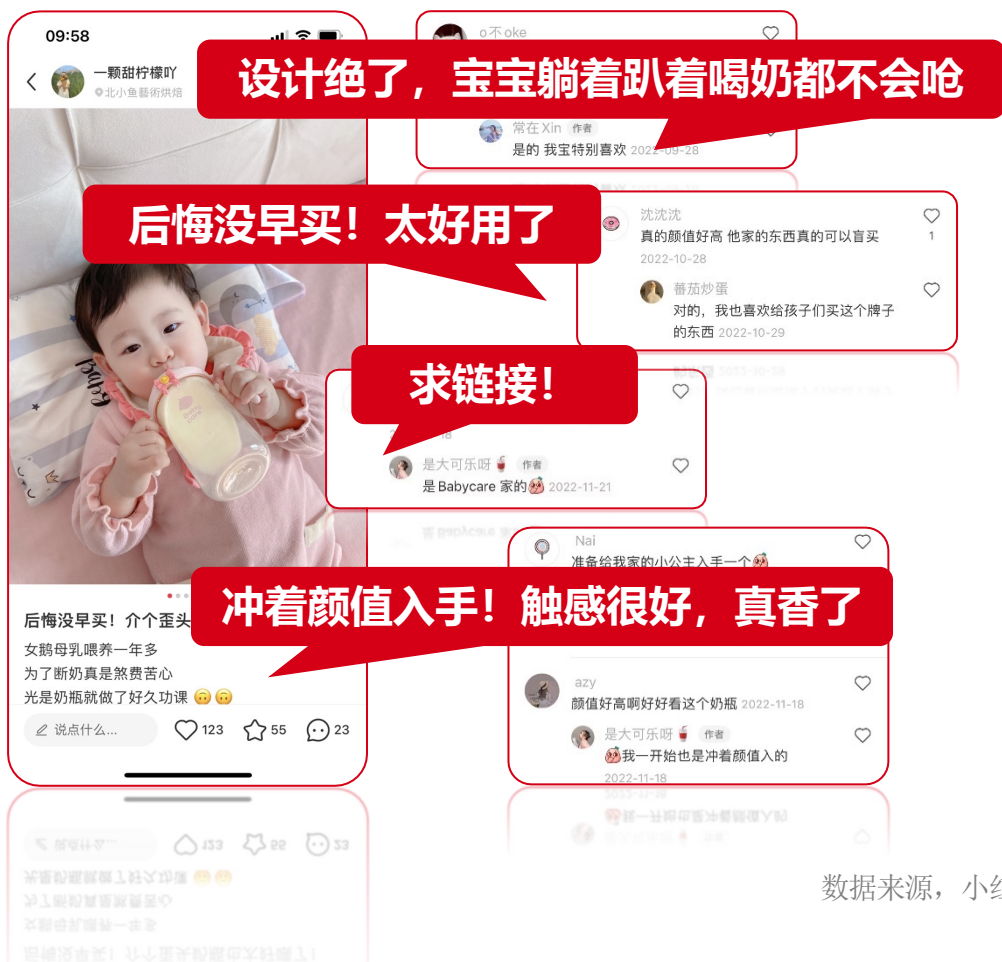 09:58
一颗甜柠檬吖
北小鱼藝術烘焙
o不oke
设计绝了，宝宝躺着趴着喝奶都不会呛
常在Xin 作者
是的 我宝特别喜欢 2022-09-28
后悔没早买！太好用了
沈沈沈
真的颜值好高 他家的东西真的可以盲买
1
2022-10-28
蕃茄炒蛋
对的，我也喜欢给孩子们买这个牌子
的东西 2022-10-29
Baby
求链接！
是大可乐呀 作者
是 Babycare 家的 2022-11-21
Nai
准备给我家的小公主入手一个
冲着颜值入手！触感很好，真香了
后悔没早买！介个歪头
女鹅母乳喂养一年多
为了断奶真是煞费苦心
光是奶瓶就做了好久功课
说点什么... 123 55 23
azy
颜值好高啊好好看这个奶瓶 2022-11-18
是大可乐呀 作者
我一开始也是冲着颜值入的
2022-11-18
数据来源，小红